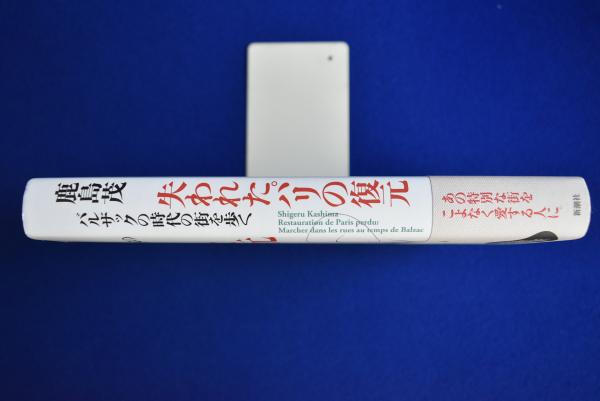 鹿島茂
失われたパリの復元
バルザックの時代の街を歩く
Shigeru Kashima
Restauration de Paris perdu:
Marcher dans les rues au temps de Balzac
あの特別な街を
こよなく愛する人に。
新潮社